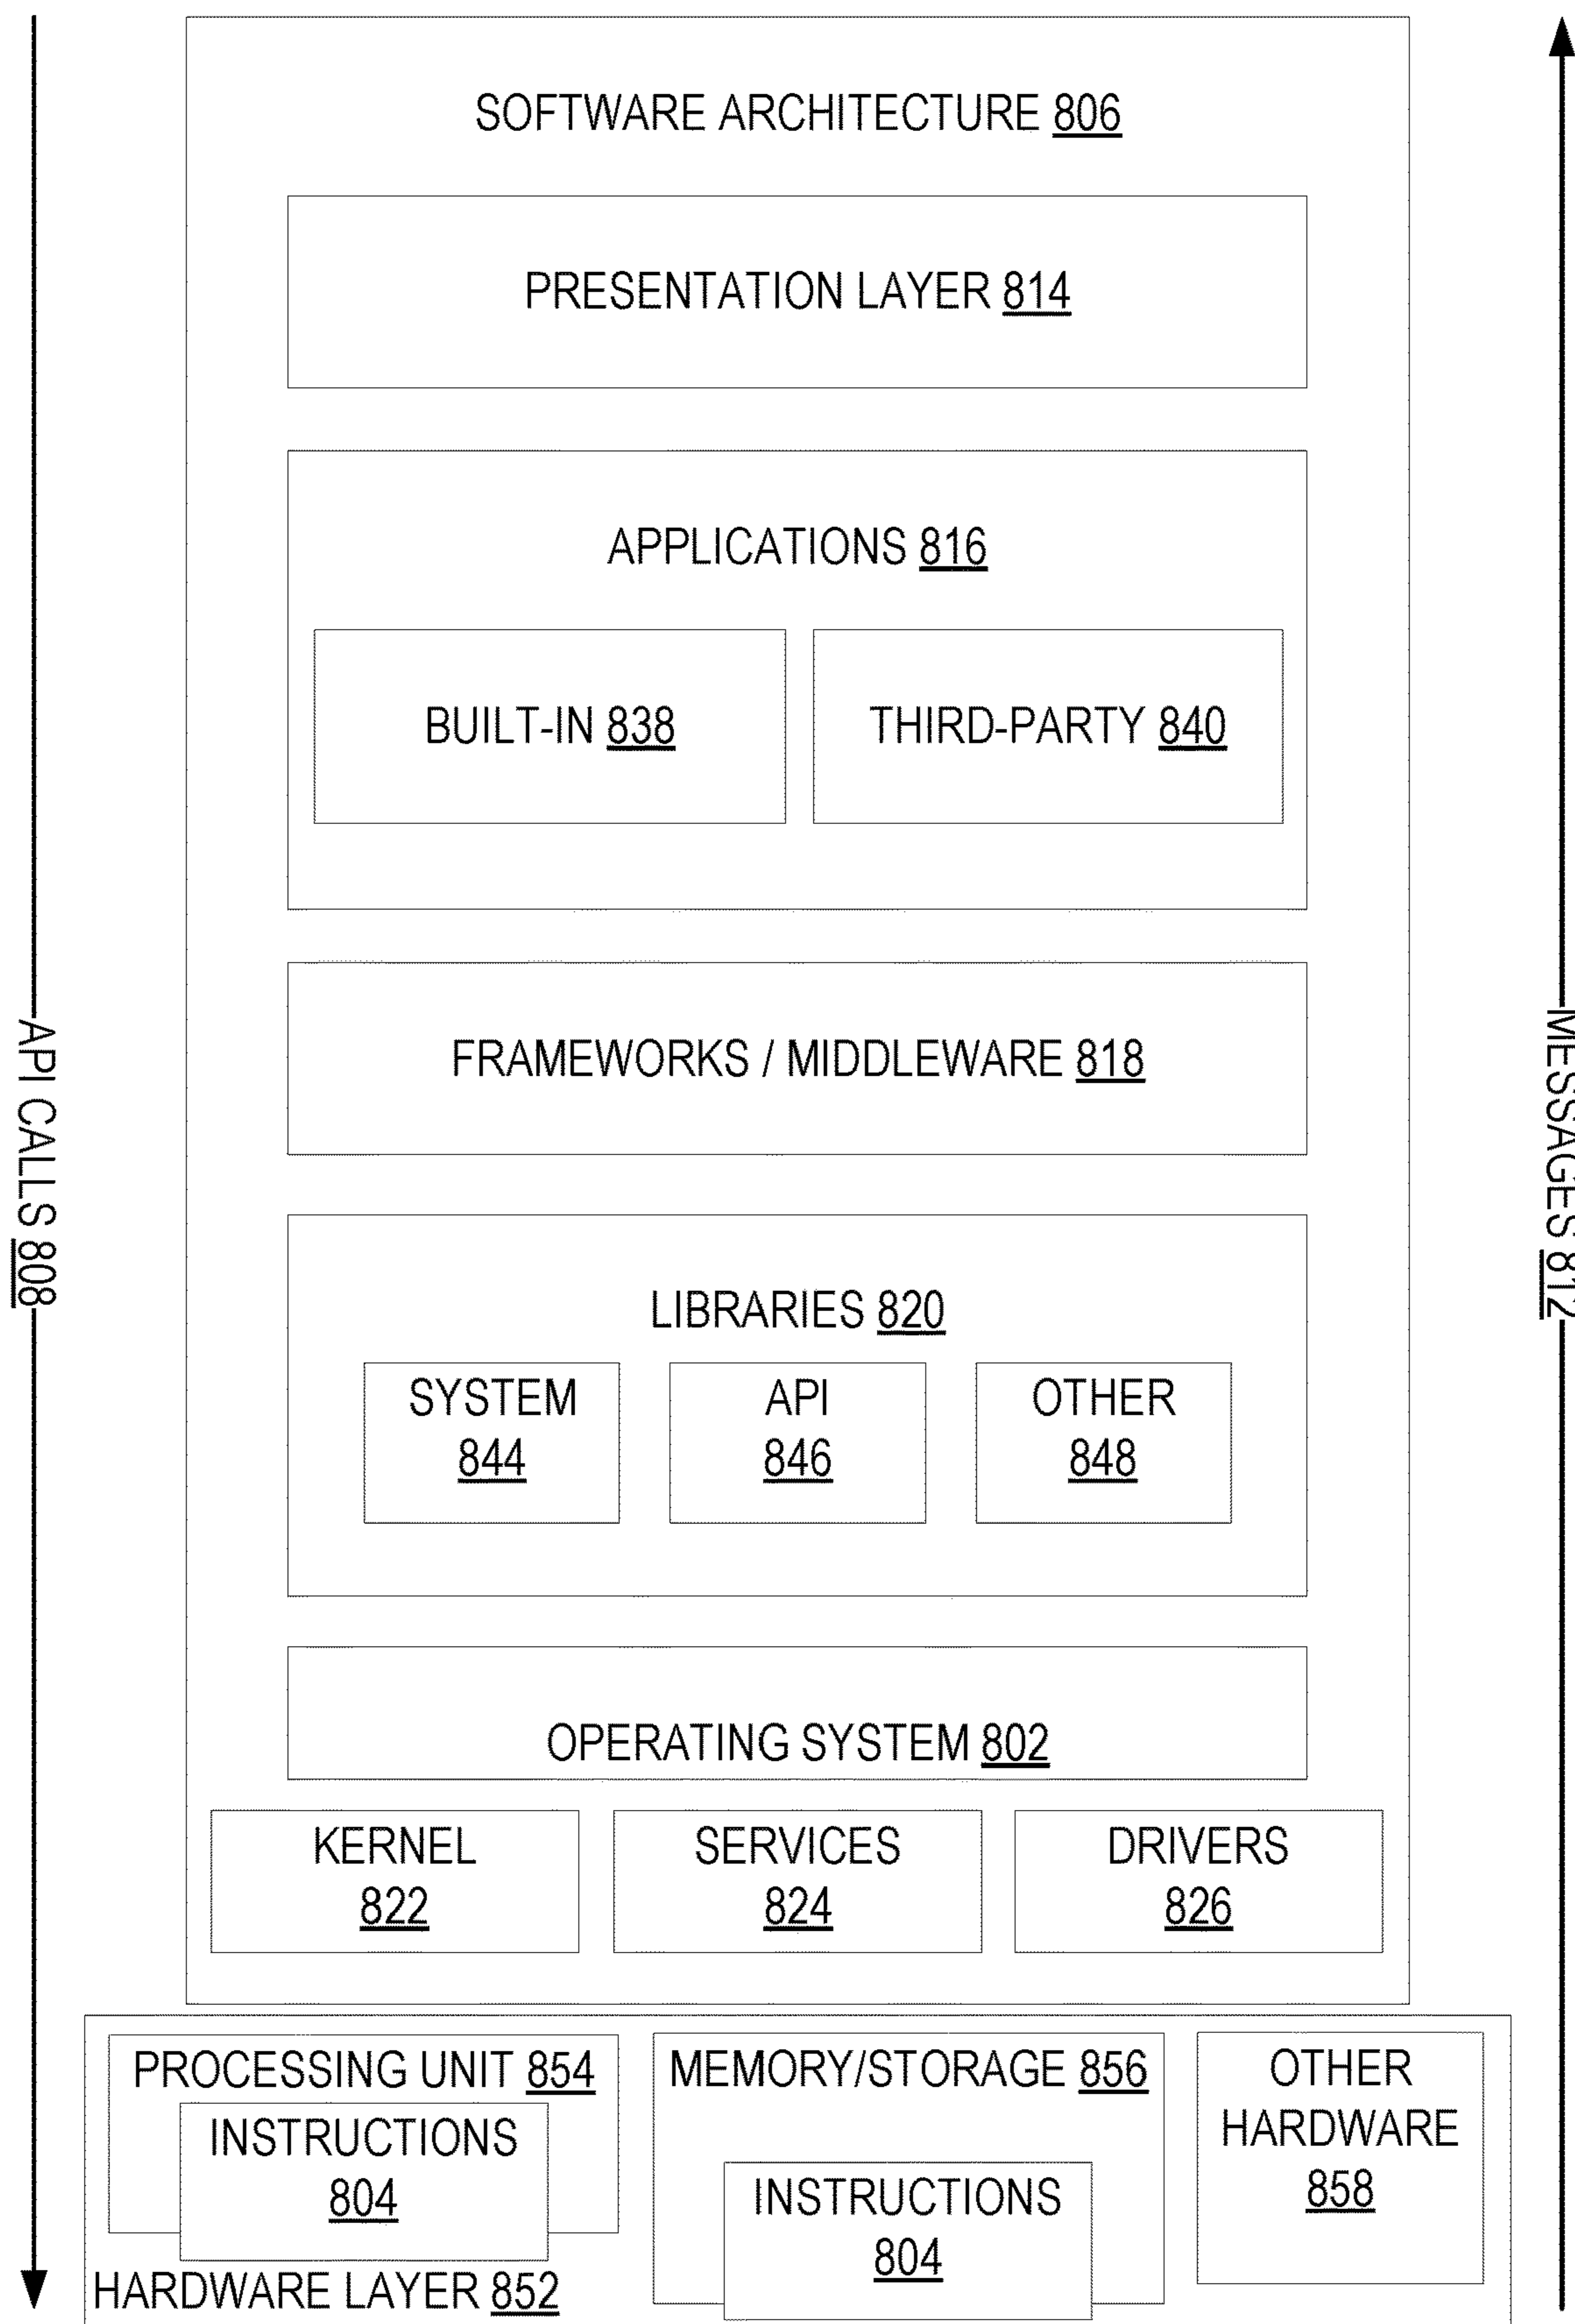 SOFTWARE ARCHITECTURE 806
PRESENTATION LAYER 814
APPLICATIONS 816
BUILT-IN 838
THIRD-PARTY 840
FRAMEWORKS / MIDDLEWARE 818
API CALLS 808
MESSAGES 812
LIBRARIES 820
SYSTEM
844
API
846
OTHER
848
OPERATING SYSTEM 802
KERNEL
822
SERVICES
824
DRIVERS
826
PROCESSING UNIT 854
INSTRUCTIONS
804
MEMORY/STORAGE 856
INSTRUCTIONS
804
OTHER
HARDWARE
858
HARDWARE LAYER 852